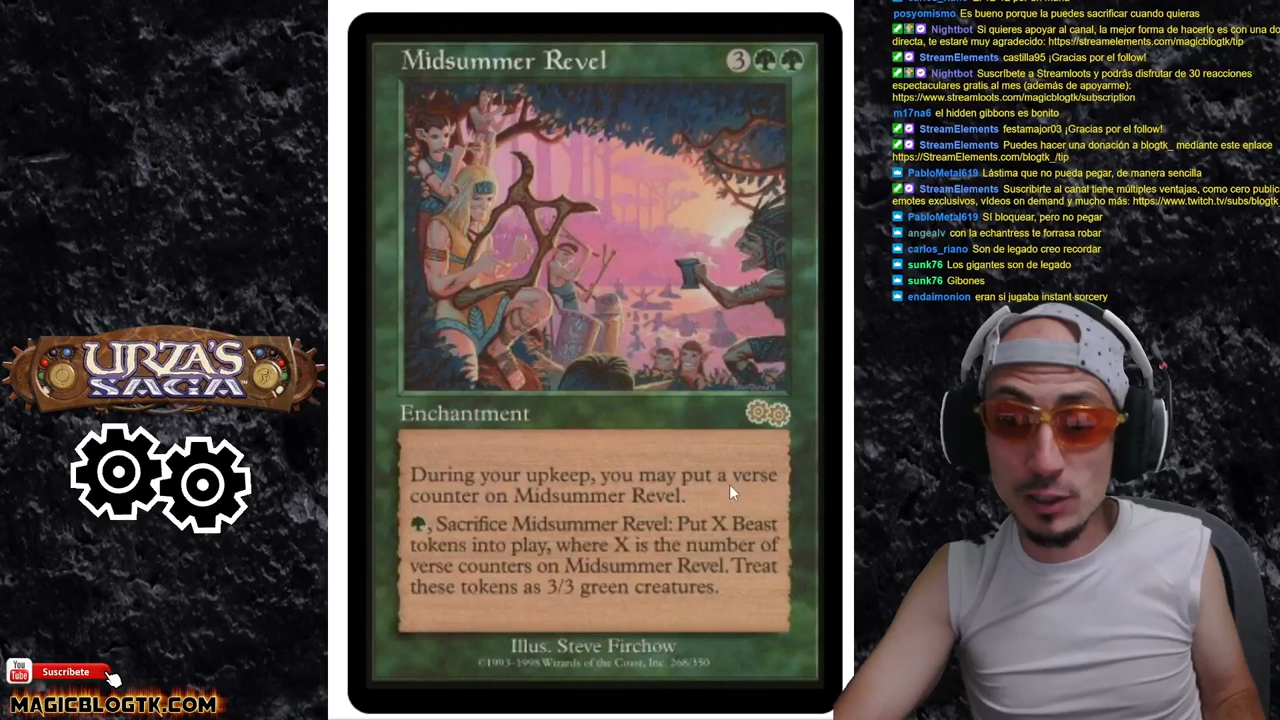 URZA'S
SAGA
You
Tube
Suscríbete
MAGICBLOGTK.COM
Midsummer Revel
3
Enchantment
During your upkeep, you may put a verse
counter on Midsummer Revel.
, Sacrifice Midsummer Revel: Put X Beast
tokens into play, where X is the number of
verse counters on Midsummer Revel. Treat
these tokens as 3/3 green creatures.
Illus. Steve Firchow
©1993-1998 Wizards of the Coast, Inc. 268/350
posyomismo Es bueno porque la puedes sacrificar cuando quieras
Nightbot Si quieres apoyar al canal, la mejor forma de hacerlo es con una do
directa, te estaré muy agradecido: https://streamelements.com/magicblogtk/tip
StreamElements castilla95 ¡Gracias por el follow!
Nightbot Suscríbete a Streamloots y podrás disfrutar de 30 reacciones
espectaculares gratis al mes (además de apoyarme):
https://www.streamloots.com/magicblogtk/subscription
m17na6 el hidden gibbons es bonito
StreamElements festamajor03 ¡Gracias por el follow!
StreamElements Puedes hacer una donación a blogtk_ mediante este enlace
https://StreamElements.com/blogtk_/tip
PabloMetal619 Lástima que no pueda pegar, de manera sencilla
StreamElements Suscribirte al canal tiene múltiples ventajas, como cero public
emotes exclusivos, vídeos on demand y mucho más: https://www.twitch.tv/subs/blogtk
PabloMetal619 Sí bloquear, pero no pegar
angealv con la echantress te forrasa robar
carlos_riano Son de legado creo recordar
sunk76 Los gigantes son de legado
sunk76 Gibones
endaimonion eran si jugaba instant sorcery